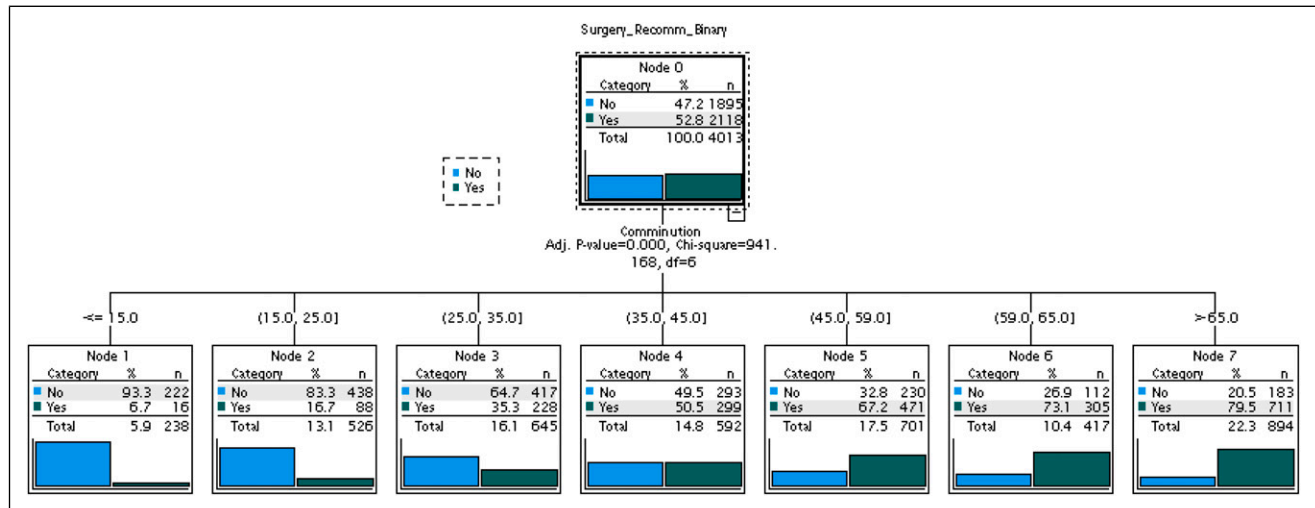 Surgery_Recomm_Binary
Node 0
Category % n
No 47.2 1895
Yes 52.8 2118
Total 100.0 4013
No
Yes
Comminution
Adj. P-value=0.000, Chi-square=941.
168, df=6
<= 15.0
(15.0, 25.0]
(25.0, 35.0]
(35.0, 45.0]
(45.0, 59.0]
(59.0, 65.0]
>65.0
Node 1
Category % n
No 93.3 222
Yes 6.7 16
Total 5.9 238
Node 2
Category % n
No 83.3 438
Yes 16.7 88
Total 13.1 526
Node 3
Category % n
No 64.7 417
Yes 35.3 228
Total 16.1 645
Node 4
Category % n
No 49.5 293
Yes 50.5 299
Total 14.8 592
Node 5
Category % n
No 32.8 230
Yes 67.2 471
Total 17.5 701
Node 6
Category % n
No 26.9 112
Yes 73.1 305
Total 10.4 417
Node 7
Category % n
No 20.5 183
Yes 79.5 711
Total 22.3 894